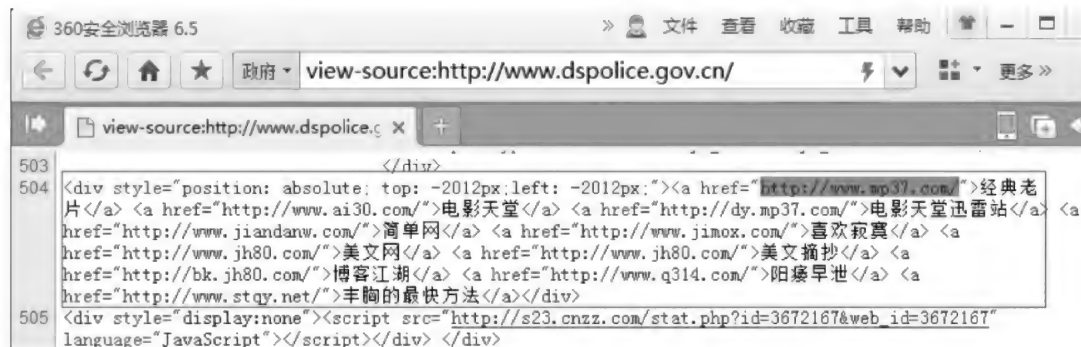 360安全浏览器 6.5 » 文件 查看 收藏 工具 帮助
政府 view-source:http://www.dspolice.gov.cn/ 更多 »
view-source:http://www.dspolice.g × +
503 </div>
504 <div style="position: absolute; top: -2012px;left: -2012px;"><a href="http://www.mp37.com/">经典老
片</a> <a href="http://www.ai30.com/">电影天堂</a> <a href="http://dy.mp37.com/">电影天堂迅雷站</a> <a
href="http://www.jiandanw.com/">简单网</a> <a href="http://www.jimox.com/">喜欢寂寞</a> <a
href="http://www.jh80.com/">美文网</a> <a href="http://www.jh80.com/">美文摘抄</a> <a
href="http://bk.jh80.com/">博客江湖</a> <a href="http://www.q314.com/">阳痿早泄</a> <a
href="http://www.stqy.net/">丰胸的最快方法</a></div>
505 <div style="display:none"><script src="http://s23.cnzz.com/stat.php?id=3672167&web_id=3672167"
language="JavaScript"></script></div> </div>